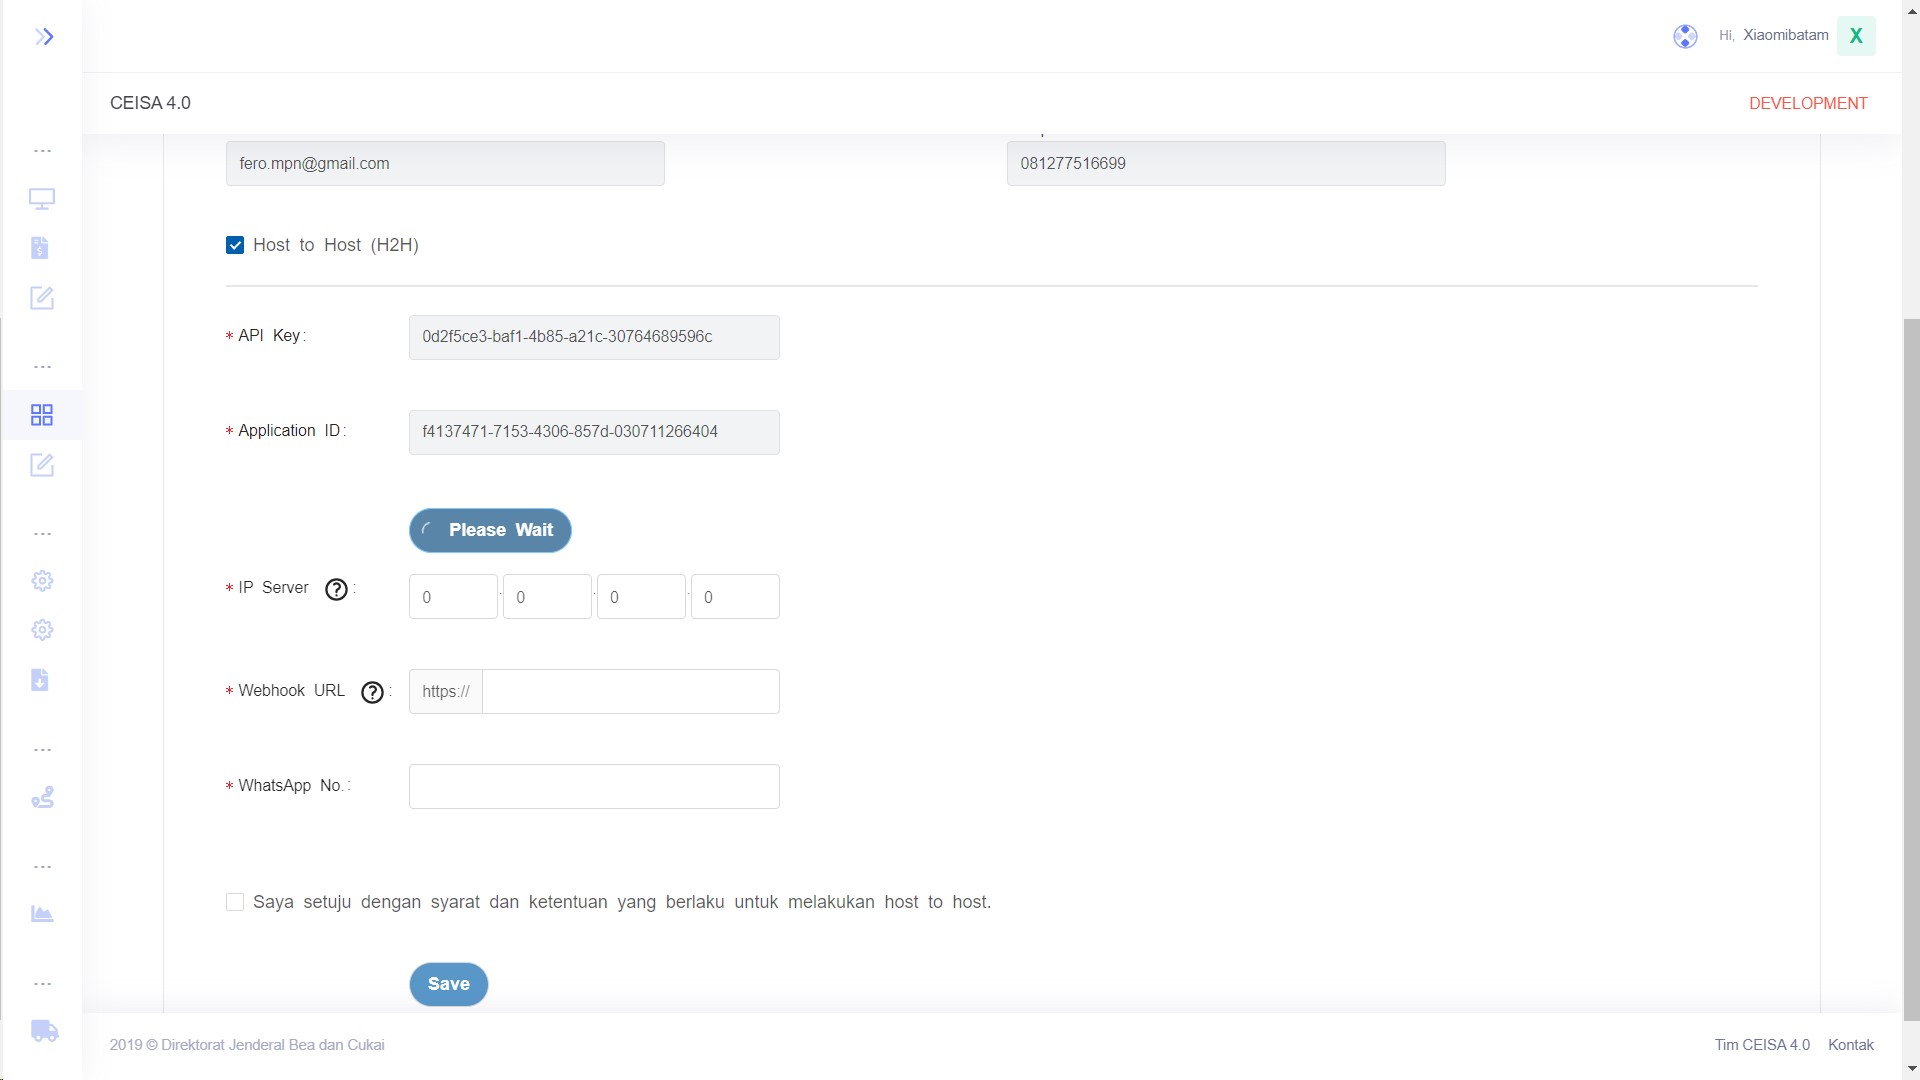 Hi, Xiaomibatam X
CEISA 4.0
DEVELOPMENT
fero.mpn@gmail.com
081277516699
Host to Host (H2H)
* API Key:
0d2f5ce3-baf1-4b85-a21c-30764689596c
* Application ID:
f4137471-7153-4306-857d-030711266404
Please Wait
* IP Server ? :
0 . 0 . 0 . 0
* Webhook URL ? :
https://
* WhatsApp No.:
Saya setuju dengan syarat dan ketentuan yang berlaku untuk melakukan host to host.
Save
2019 © Direktorat Jenderal Bea dan Cukai
Tim CEISA 4.0 Kontak